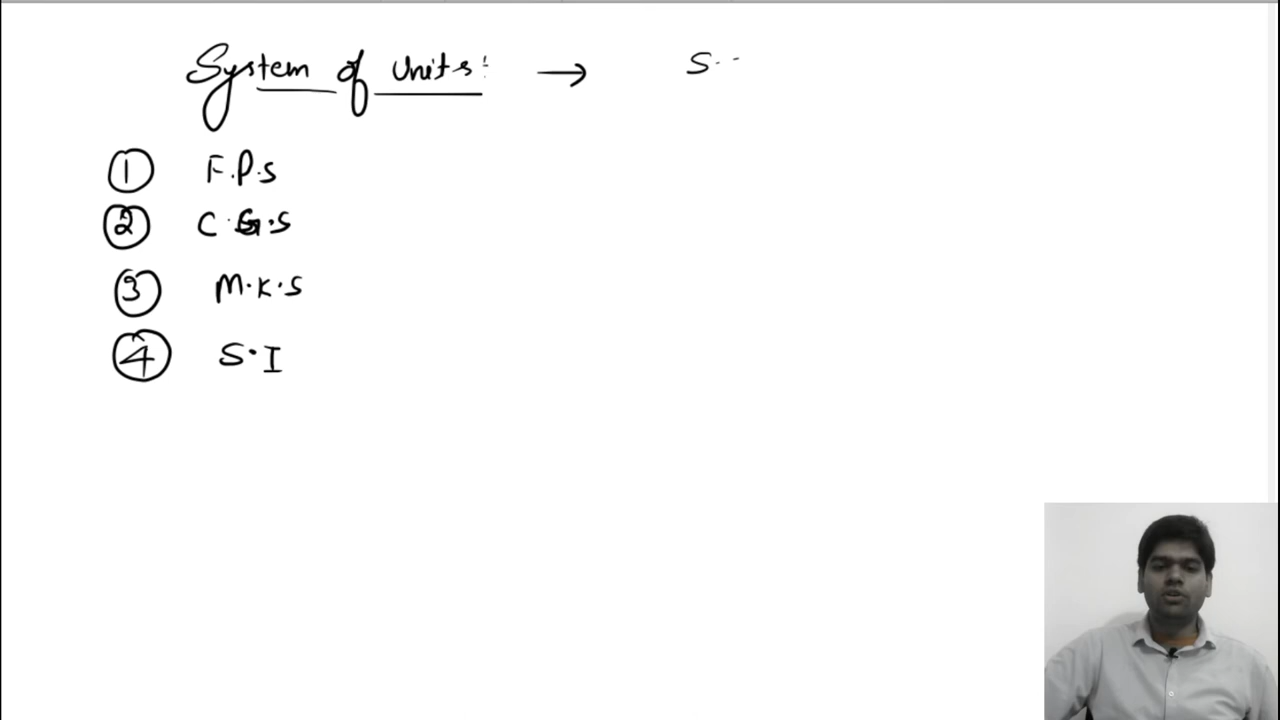 System of units: → S..
① F.P.S
② C.G.S
③ M.K.S
④ S.I